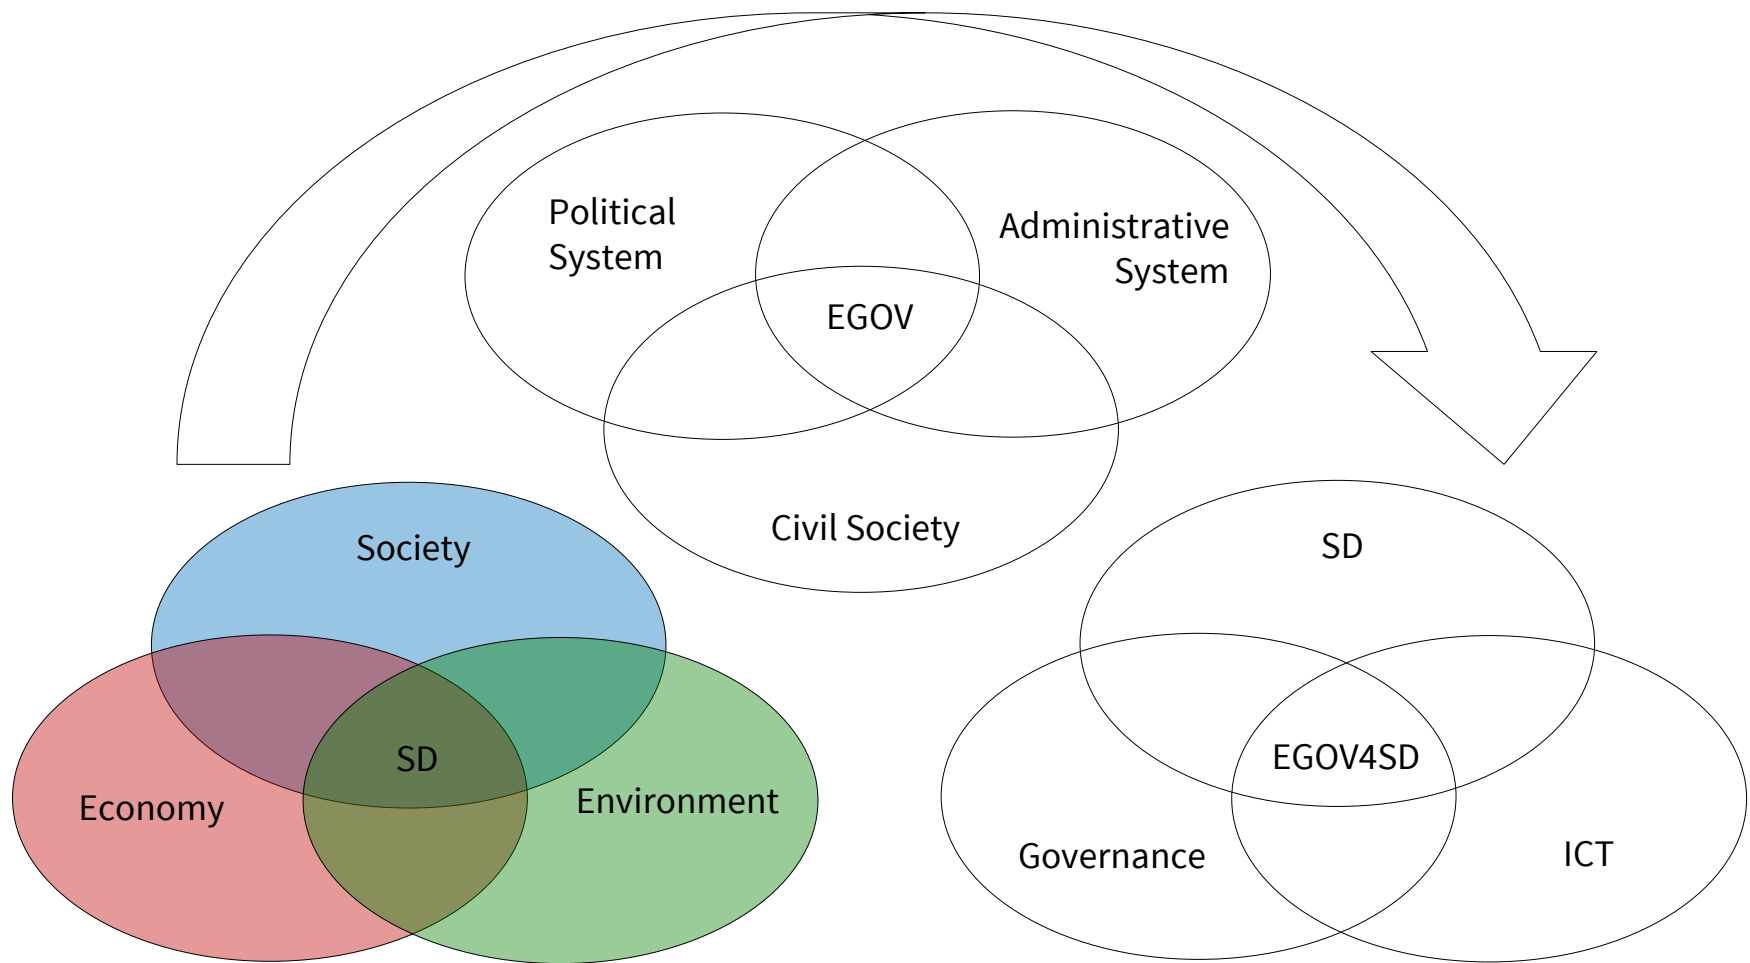 Political
System
Administrative
System
EGOV
Civil Society
Society
SD
Economy
Environment
SD
EGOV4SD
Governance
ICT